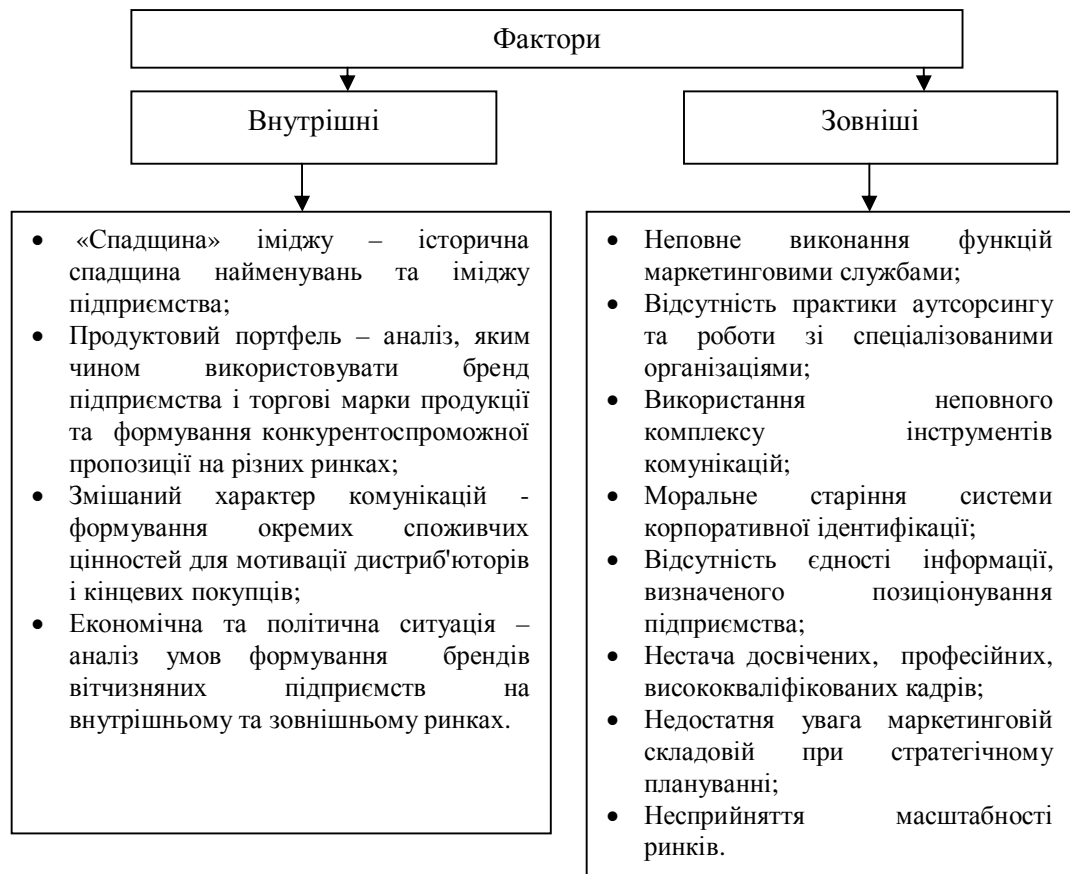 Фактори
Внутрішні
Зовніші
• «Спадщина» іміджу – історична
спадщина найменувань та іміджу
підприємства;
• Продуктовий портфель – аналіз, яким
чином використовувати бренд
підприємства і торгові марки продукції
та формування конкурентоспроможної
пропозиції на різних ринках;
• Змішаний характер комунікацій -
формування окремих споживчих
цінностей для мотивації дистриб'юторів
і кінцевих покупців;
• Економічна та політична ситуація –
аналіз умов формування брендів
вітчизняних підприємств на
внутрішньому та зовнішньому ринках.
• Неповне виконання функцій
маркетинговими службами;
• Відсутність практики аутсорсингу
та роботи зі спеціалізованими
організаціями;
• Використання неповного
комплексу інструментів
комунікацій;
• Моральне старіння системи
корпоративної ідентифікації;
• Відсутність єдності інформації,
визначеного позиціонування
підприємства;
• Нестача досвічених, професійних,
висококваліфікованих кадрів;
• Недостатня увага маркетинговій
складовій при стратегічному
плануванні;
• Несприйняття масштабності
ринків.